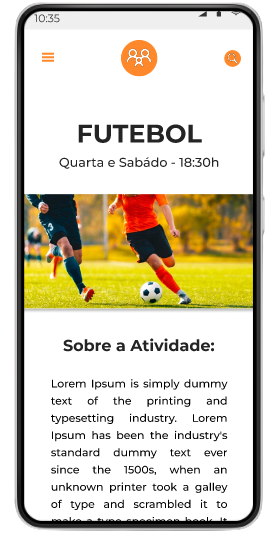 10:35
FUTEBOL
Quarta e Sabádo - 18:30h
Sobre a Atividade:
Lorem Ipsum is simply dummy
text of the printing and
typesetting industry. Lorem
Ipsum has been the industry's
standard dummy text ever
since the 1500s, when an
unknown printer took a galley
of type and scrambled it to
make a type specimen book. It